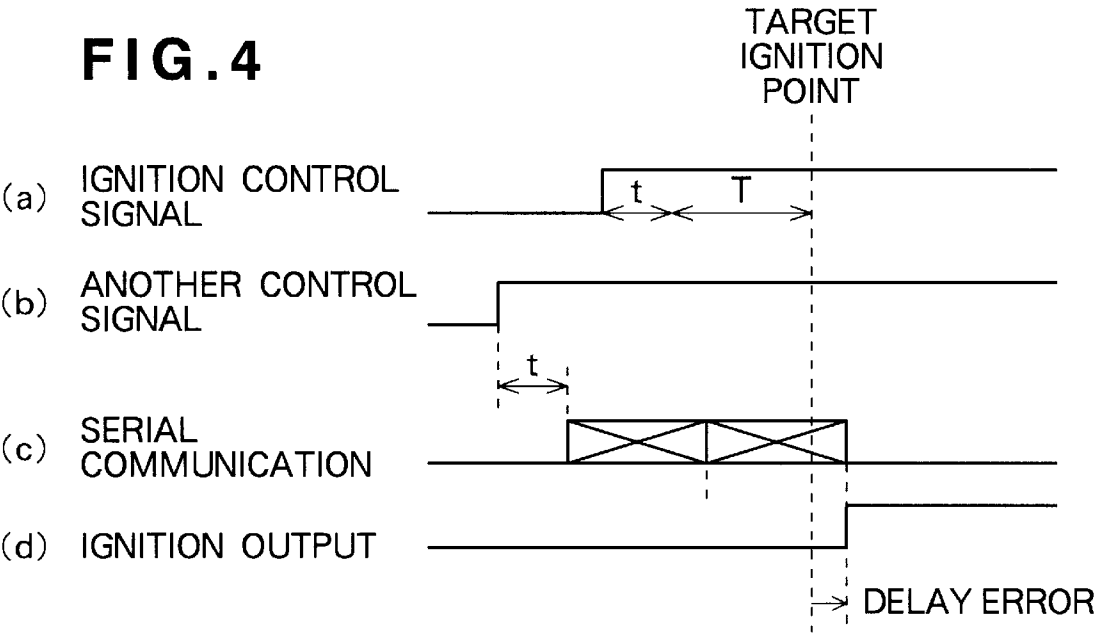 FIG.4
TARGET
IGNITION
POINT
(a) IGNITION CONTROL
SIGNAL
t
T
(b) ANOTHER CONTROL
SIGNAL
t
(c) SERIAL
COMMUNICATION
(d) IGNITION OUTPUT
DELAY ERROR